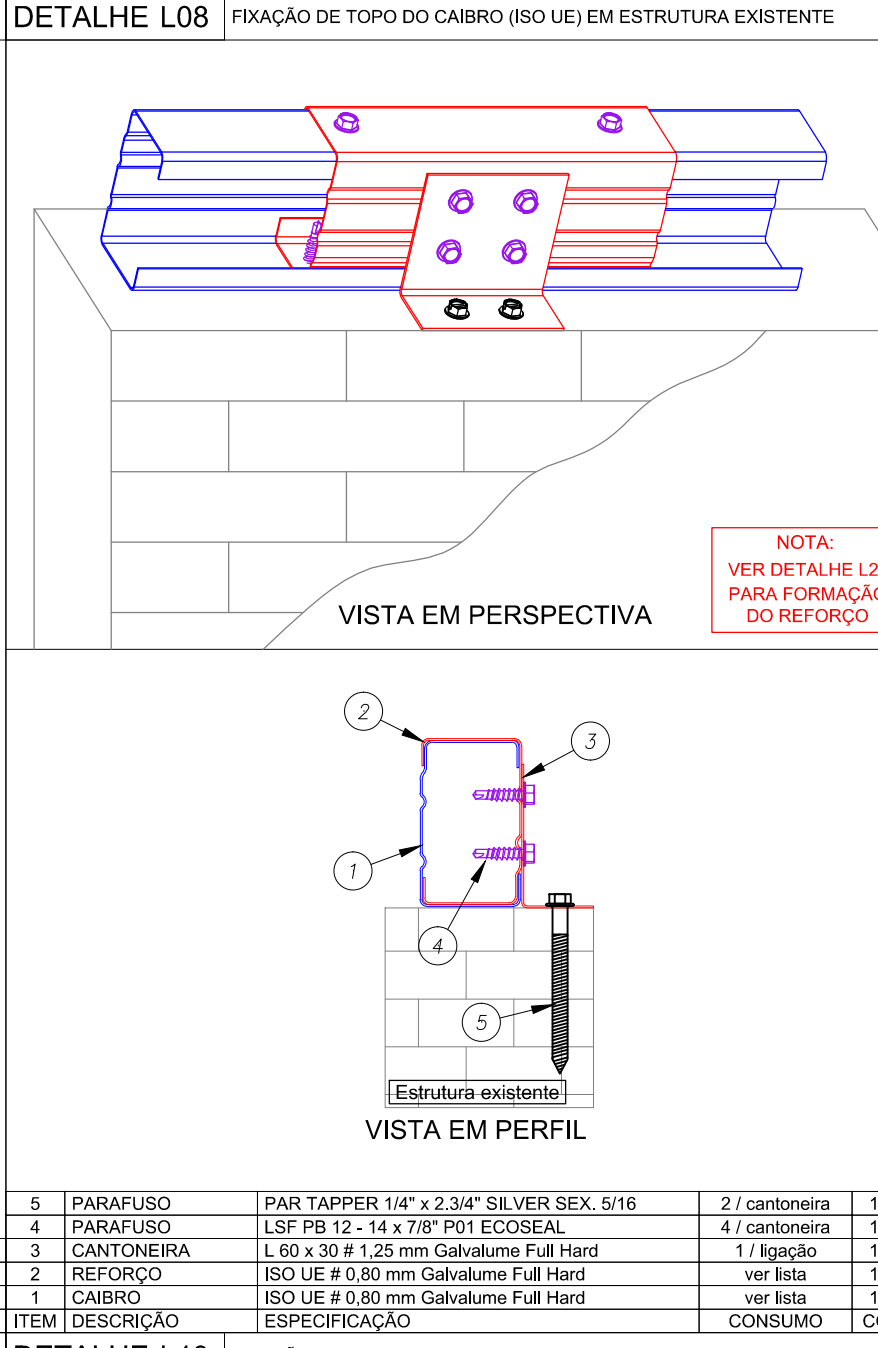 DETALHE L08
FIXAÇÃO DE TOPO DO CAIBRO (ISO UE) EM ESTRUTURA EXISTENTE
NOTA:
VER DETALHE
PARA FORMAÇÃO
DO REFORÇO
VISTA EM PERSPECTIVA
2
3
1
4
5
Estrutura existente
VISTA EM PERFIL
5 PARAFUSO PAR TAPPER 1/4" x 2.3/4" SILVER SEX. 5/16 2 / cantoneira 1
4 PARAFUSO LSF PB 12 - 14 x 7/8" P01 ECOSEAL 4 / cantoneira 1
3 CANTONEIRA L 60 x 30 # 1,25 mm Galvalume Full Hard 1 / ligação 1
2 REFORÇO ISO UE # 0,80 mm Galvalume Full Hard ver lista 1
1 CAIBRO ISO UE # 0,80 mm Galvalume Full Hard ver lista 1
ITEM DESCRIÇÃO ESPECIFICAÇÃO CONSUMO